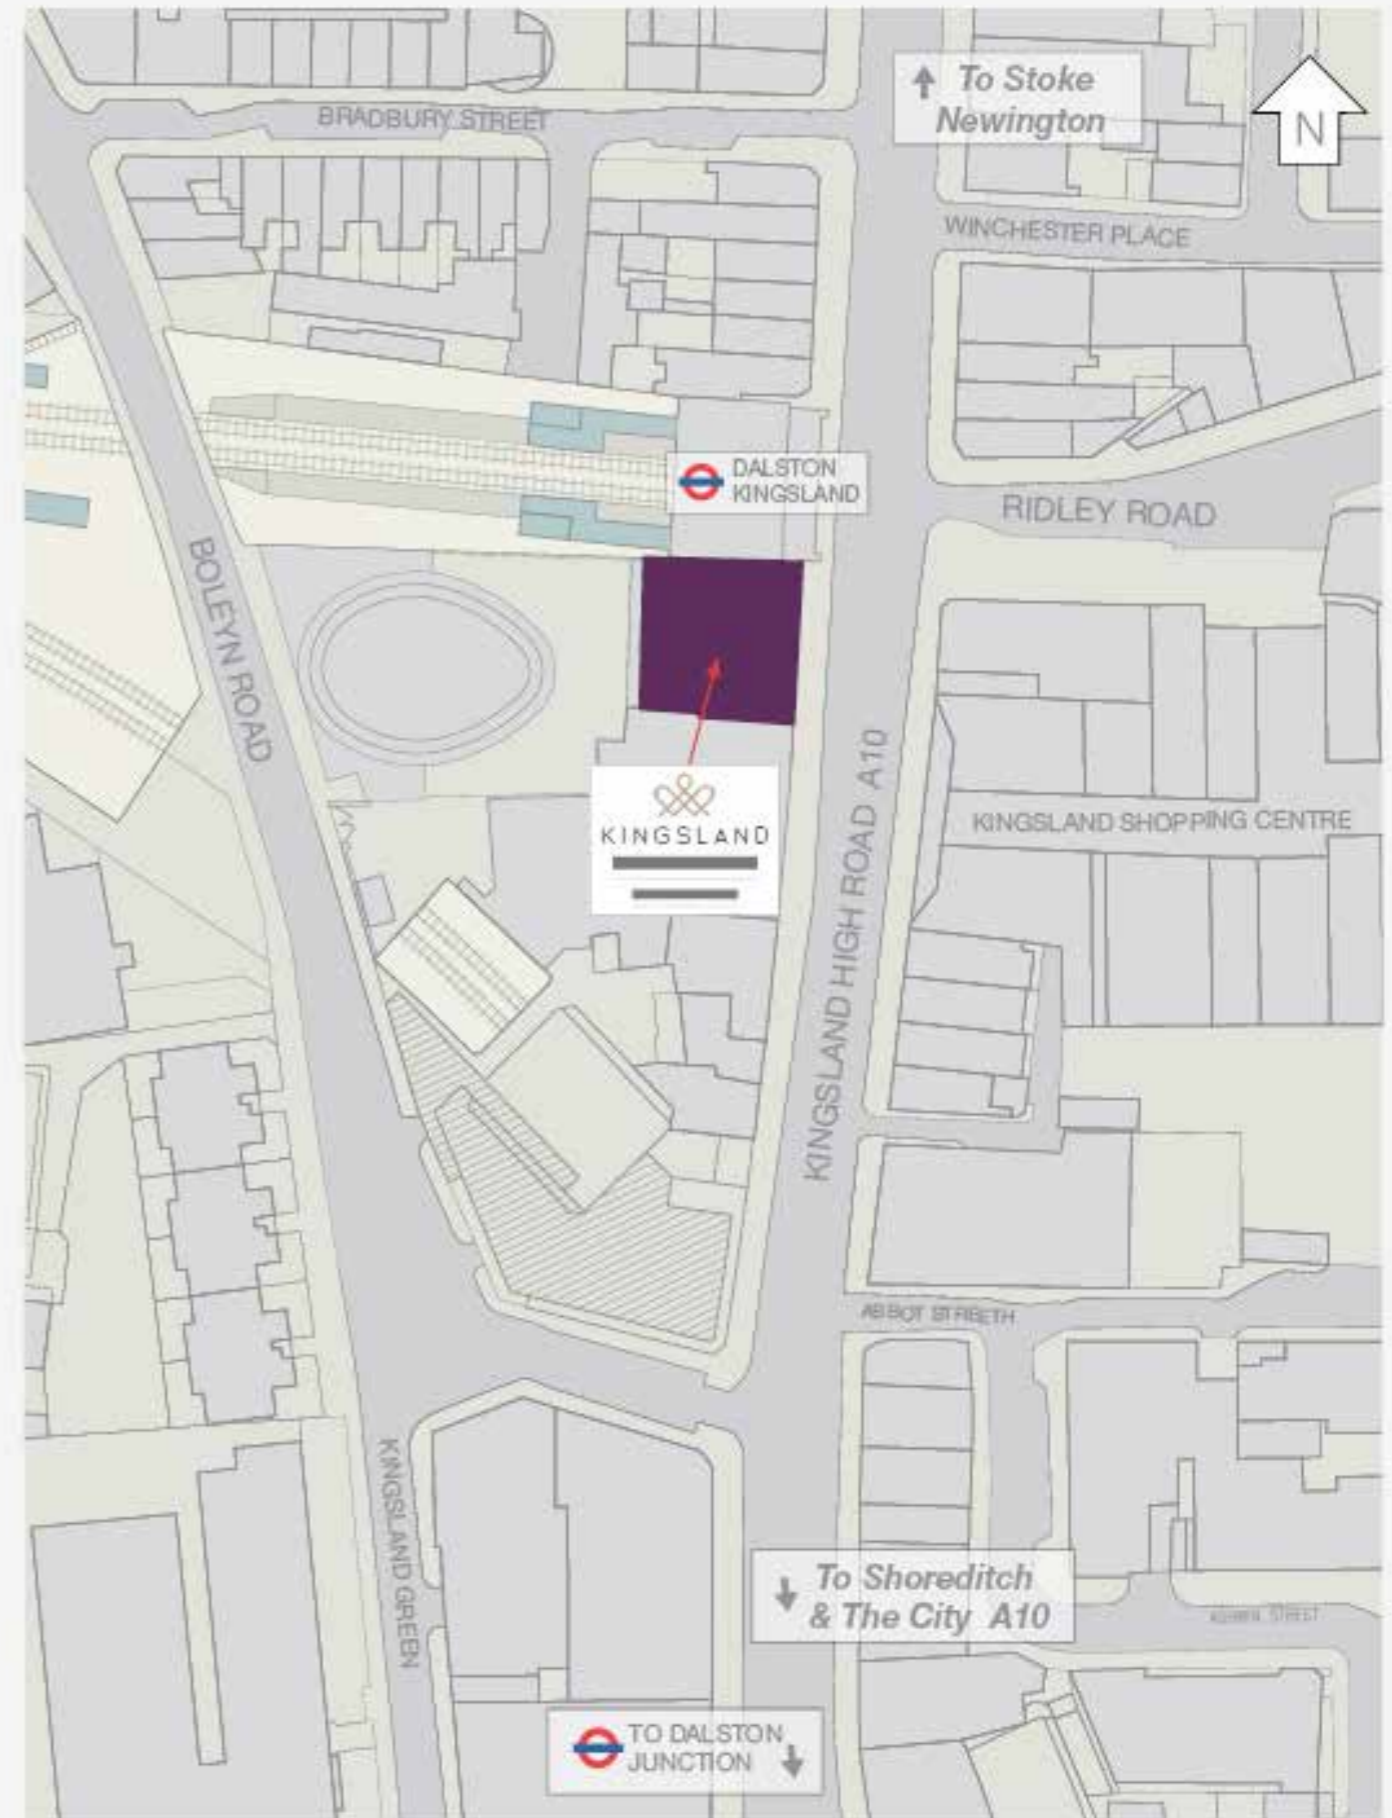 To Stoke
Newington
N
BRADBURY STREET
WINCHESTER PLACE
DALSTON
KINGSLAND
RIDLEY ROAD
BOLEYN ROAD
KINGSLAND
KINGSLAND SHOPPING CENTRE
KINGSLAND HIGH ROAD A10
KINGSLAND GREEN
To Shoreditch
& The City A10
TO DALSTON
JUNCTION